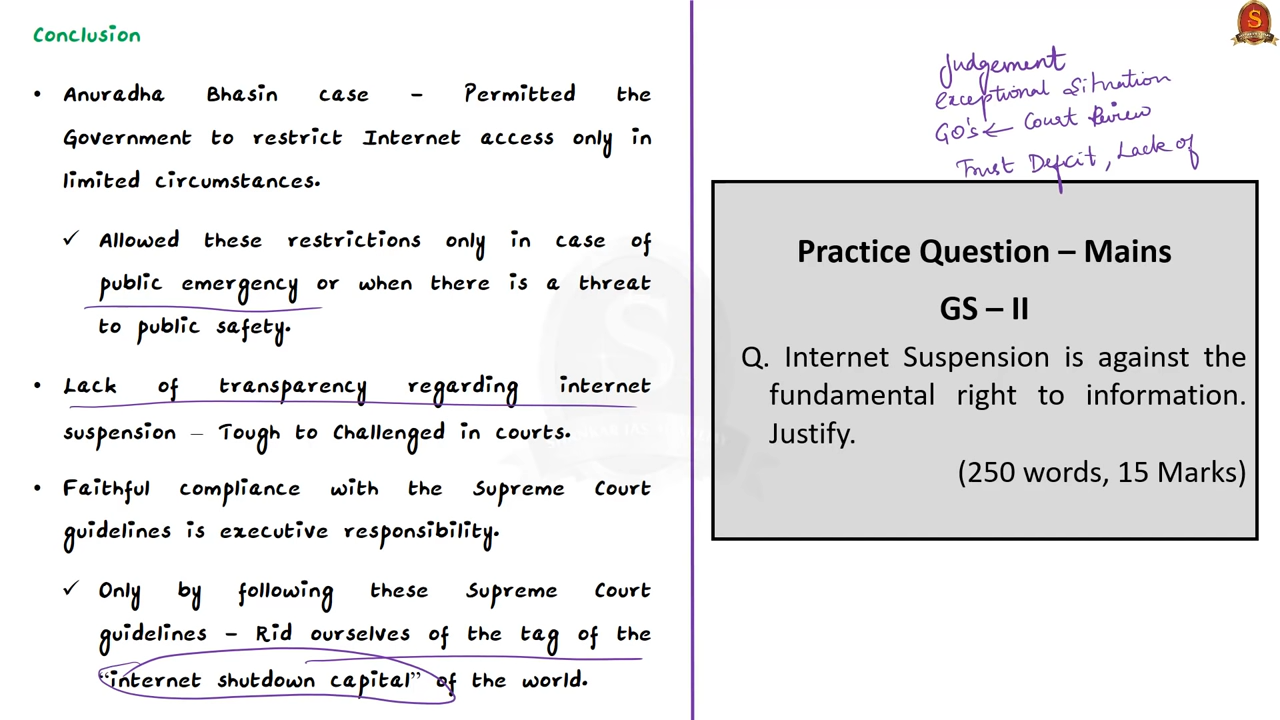 Conclusion
• Anuradha Bhasin case – Permitted the
Government to restrict Internet access only in
limited circumstances.
✓ Allowed these restrictions only in case of
public emergency or when there is a threat
to public safety.
• Lack of transparency regarding internet
suspension – Tough to Challenged in courts.
• Faithful compliance with the Supreme Court
guidelines is executive responsibility.
✓ Only by following these Supreme Court
guidelines – Rid ourselves of the tag of the
“internet shutdown capital” of the world.
Judgement
exceptional Situation
GO's ← Court Review
Trust Deficit, Lack of
Practice Question – Mains
GS – II
Q. Internet Suspension is against the
fundamental right to information.
Justify.
(250 words, 15 Marks)